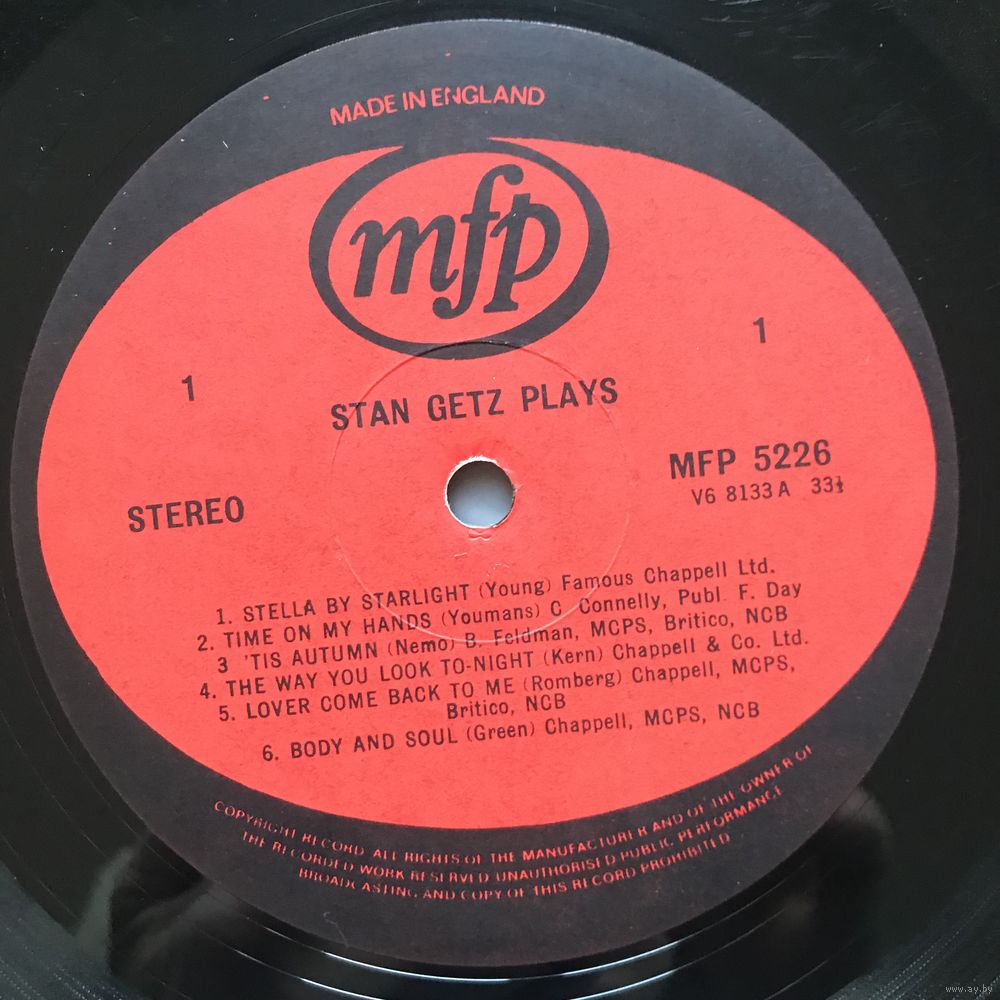 MADE IN ENGLAND
mfp
1
1
STAN GETZ PLAYS
MFP 5226
V6 8133 A 33⅓
STEREO
1. STELLA BY STARLIGHT (Young) Famous Chappell Ltd.
2. TIME ON MY HANDS (Youmans) C. Connelly, Publ. F. Day
3 'TIS AUTUMN (Nemo) B. Feldman, MCPS, Britico, NCB
4. THE WAY YOU LOOK TO-NIGHT (Kern) Chappell & Co. Ltd.
5. LOVER COME BACK TO ME (Romberg) Chappell, MCPS,
Britico, NCB
6. BODY AND SOUL (Green) Chappell, MCPS, NCB
COPYRIGHT RECORD. ALL RIGHTS OF THE MANUFACTURER AND OF THE OWNER OF
THE RECORDED WORK RESERVED UNAUTHORISED PUBLIC PERFORMANCE
BROADCASTING AND COPY OF THIS RECORD PROHIBITED
www.ay.by